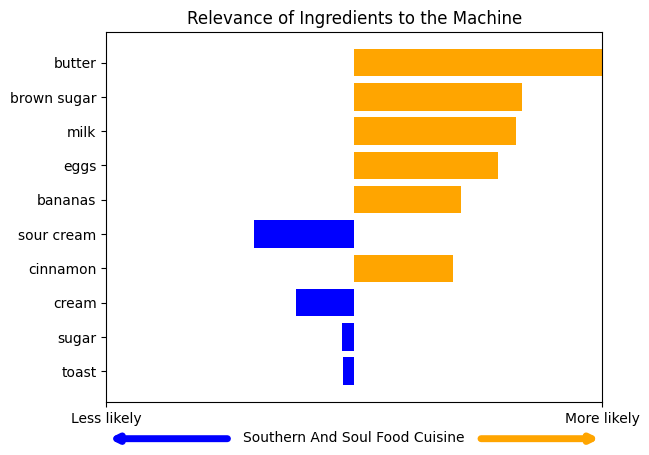 Relevance of Ingredients to the Machine
butter
brown sugar
milk
eggs
bananas
sour cream
cinnamon
cream
sugar
toast
Less likely
More likely
Southern And Soul Food Cuisine